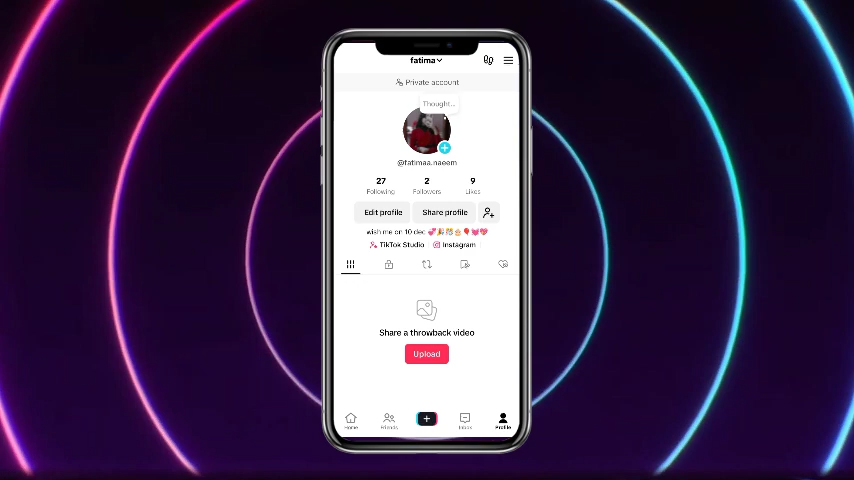 fatima
Private account
Thought...
@fatimaa.naeem
27 2 9
Following Followers Likes
Edit profile Share profile
wish me on 10 dec 💕🎉🎊🎂🎈💓💖
TikTok Studio Instagram
Share a throwback video
Upload
Home Friends Inbox Profile